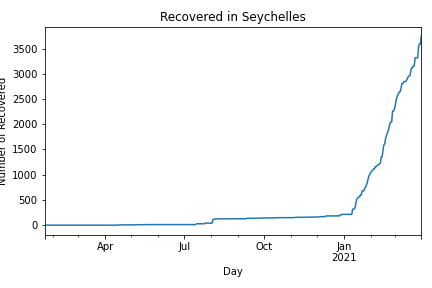 Recovered in Seychelles
Number of Recovered
3500
3000
2500
2000
1500
1000
500
0
Apr
Jul
Oct
Jan
2021
Day